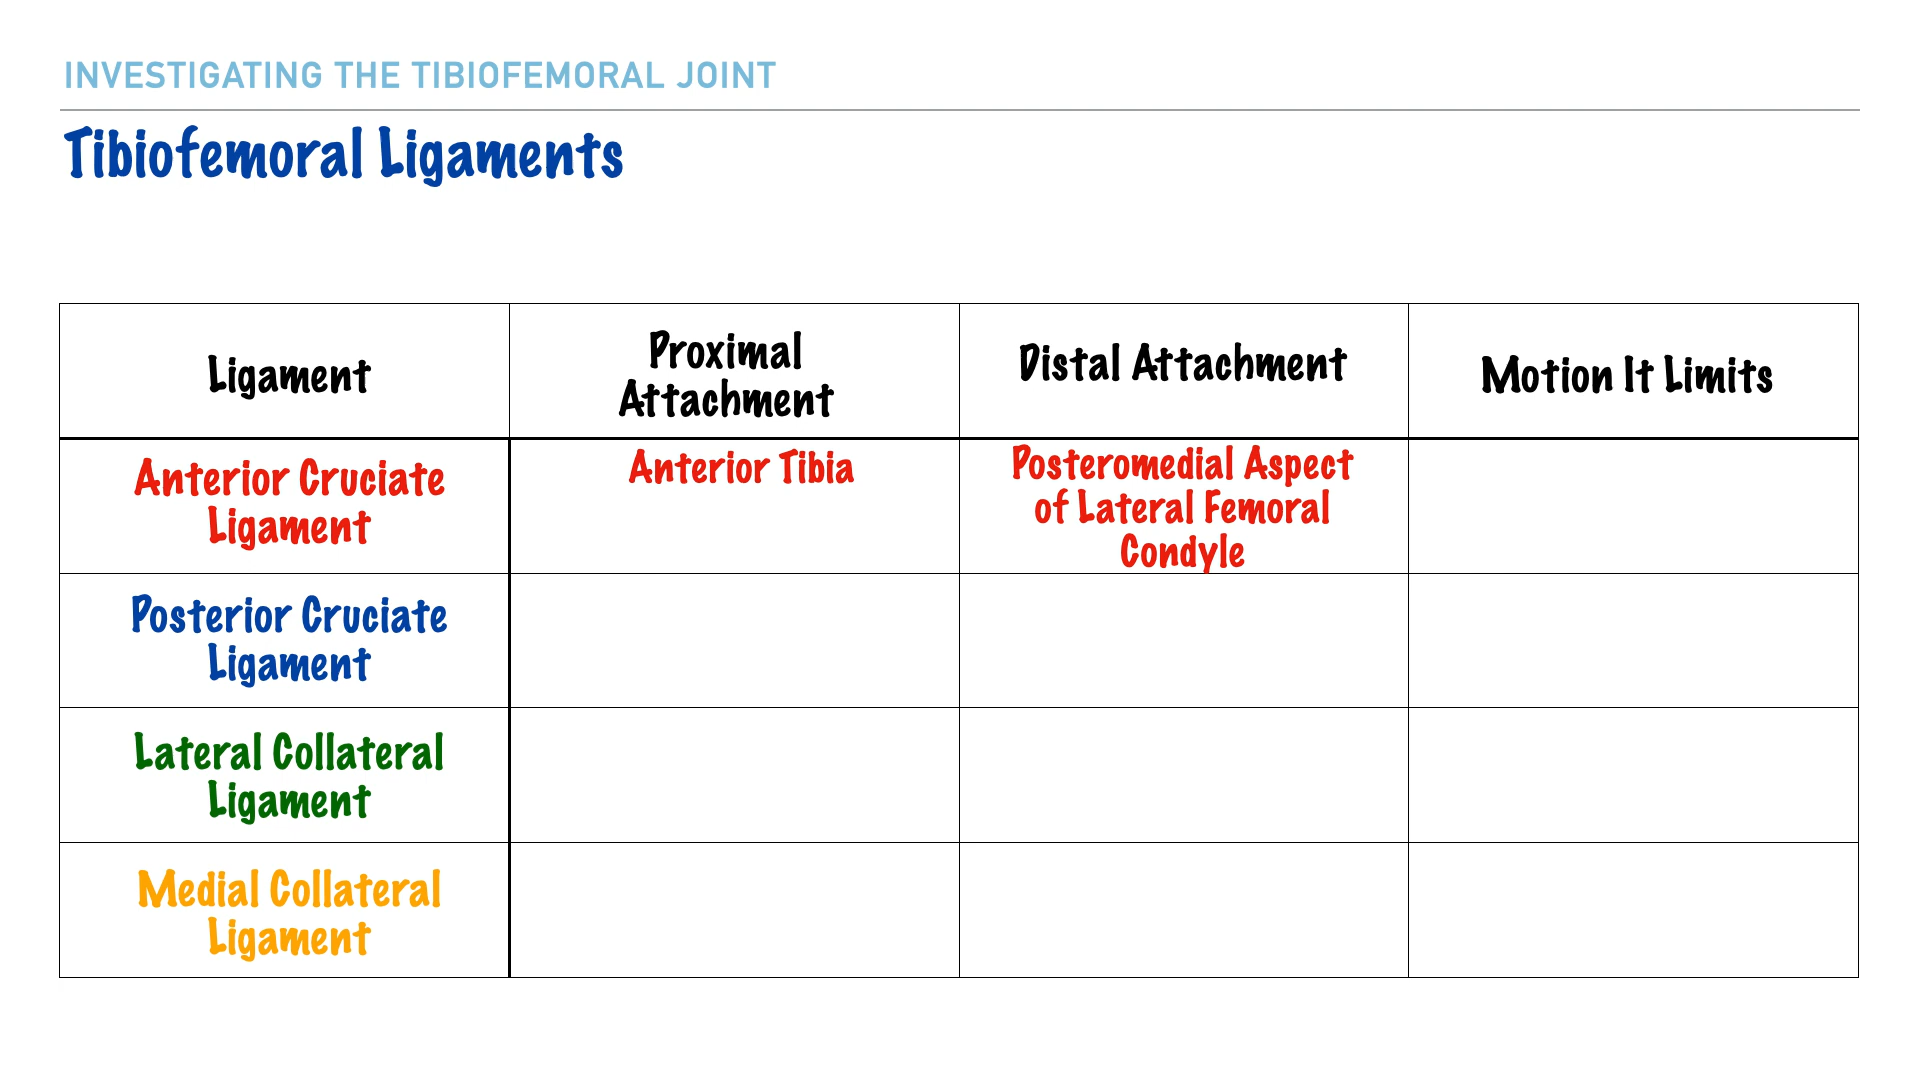 INVESTIGATING THE TIBIOFEMORAL JOINT
Tibiofemoral Ligaments
Ligament
Proximal
Attachment
Distal Attachment
Motion It Limits
Anterior Cruciate
Ligament
Anterior Tibia
Posteromedial Aspect
of Lateral Femoral
Condyle
Posterior Cruciate
Ligament
Lateral Collateral
Ligament
Medial Collateral
Ligament